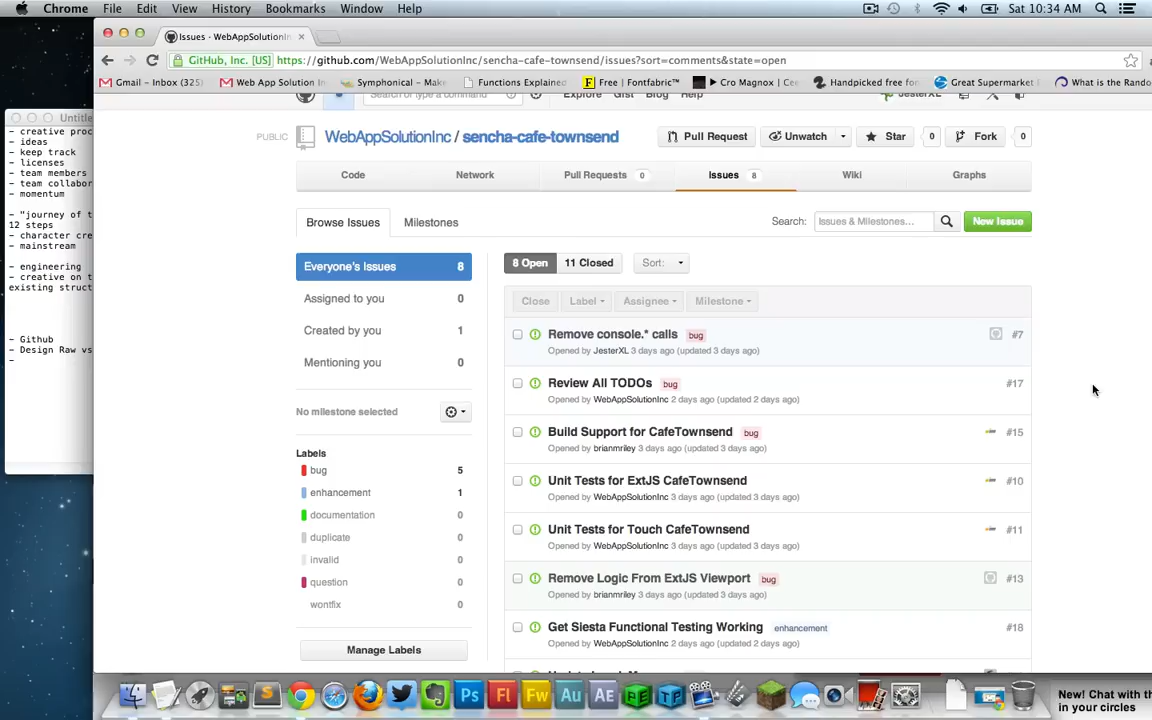 Chrome File Edit View History Bookmarks Window Help Sat 10:34 AM
Issues - WebAppSolutionIn
GitHub, Inc. [US] https://github.com/WebAppSolutionInc/sencha-cafe-townsend/issues?sort=comments&state=open
Gmail - Inbox (325) Web App Solution In Symphonical - Make Functions Explained Free | Fontfabric™ Cro Magnox | Cee Handpicked free fo Great Supermarket What is the Rando
Untitle
- creative proc
- ideas
- keep track
- licenses
- team members
- team collabor
- momentum
- "journey of t
12 steps
- character cre
- mainstream
- engineering
- creative on t
existing struct
- Github
- Design Raw vs
-
Search or type a command Explore Gist Blog Help JesterXL
PUBLIC WebAppSolutionInc / sencha-cafe-townsend Pull Request Unwatch Star 0 Fork 0
Code Network Pull Requests 0 Issues 8 Wiki Graphs
Browse Issues Milestones Search: Issues & Milestones... New Issue
Everyone's Issues 8
Assigned to you 0
Created by you 1
Mentioning you 0
No milestone selected
Labels
bug 5
enhancement 1
documentation 0
duplicate 0
invalid 0
question 0
wontfix 0
Manage Labels
8 Open 11 Closed Sort:
Close Label Assignee Milestone
Remove console.* calls bug #7
Opened by JesterXL 3 days ago (updated 3 days ago)
Review All TODOs bug #17
Opened by WebAppSolutionInc 2 days ago (updated 2 days ago)
Build Support for CafeTownsend bug #15
Opened by brianmriley 3 days ago (updated 3 days ago)
Unit Tests for ExtJS CafeTownsend #10
Opened by WebAppSolutionInc 3 days ago (updated 3 days ago)
Unit Tests for Touch CafeTownsend #11
Opened by WebAppSolutionInc 3 days ago (updated 3 days ago)
Remove Logic From ExtJS Viewport bug #13
Opened by brianmriley 3 days ago (updated 3 days ago)
Get Siesta Functional Testing Working enhancement #18
Opened by WebAppSolutionInc 2 days ago (updated 2 days ago)
Ps Fl Fw Au AE
New! Chat with th
in your circles